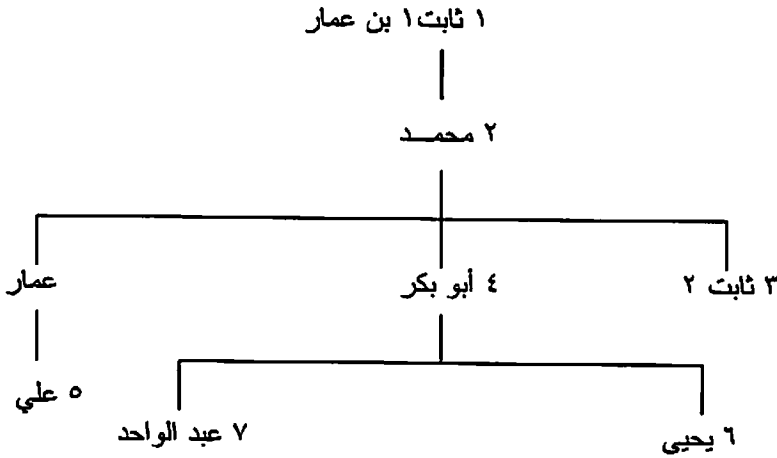 ١ ثابت١ بن عمار
٢ محمــد
٣ ثابت ٢
٤ أبو بكر
عمار
٥ علي
٦ يحيى
٧ عبد الواحد